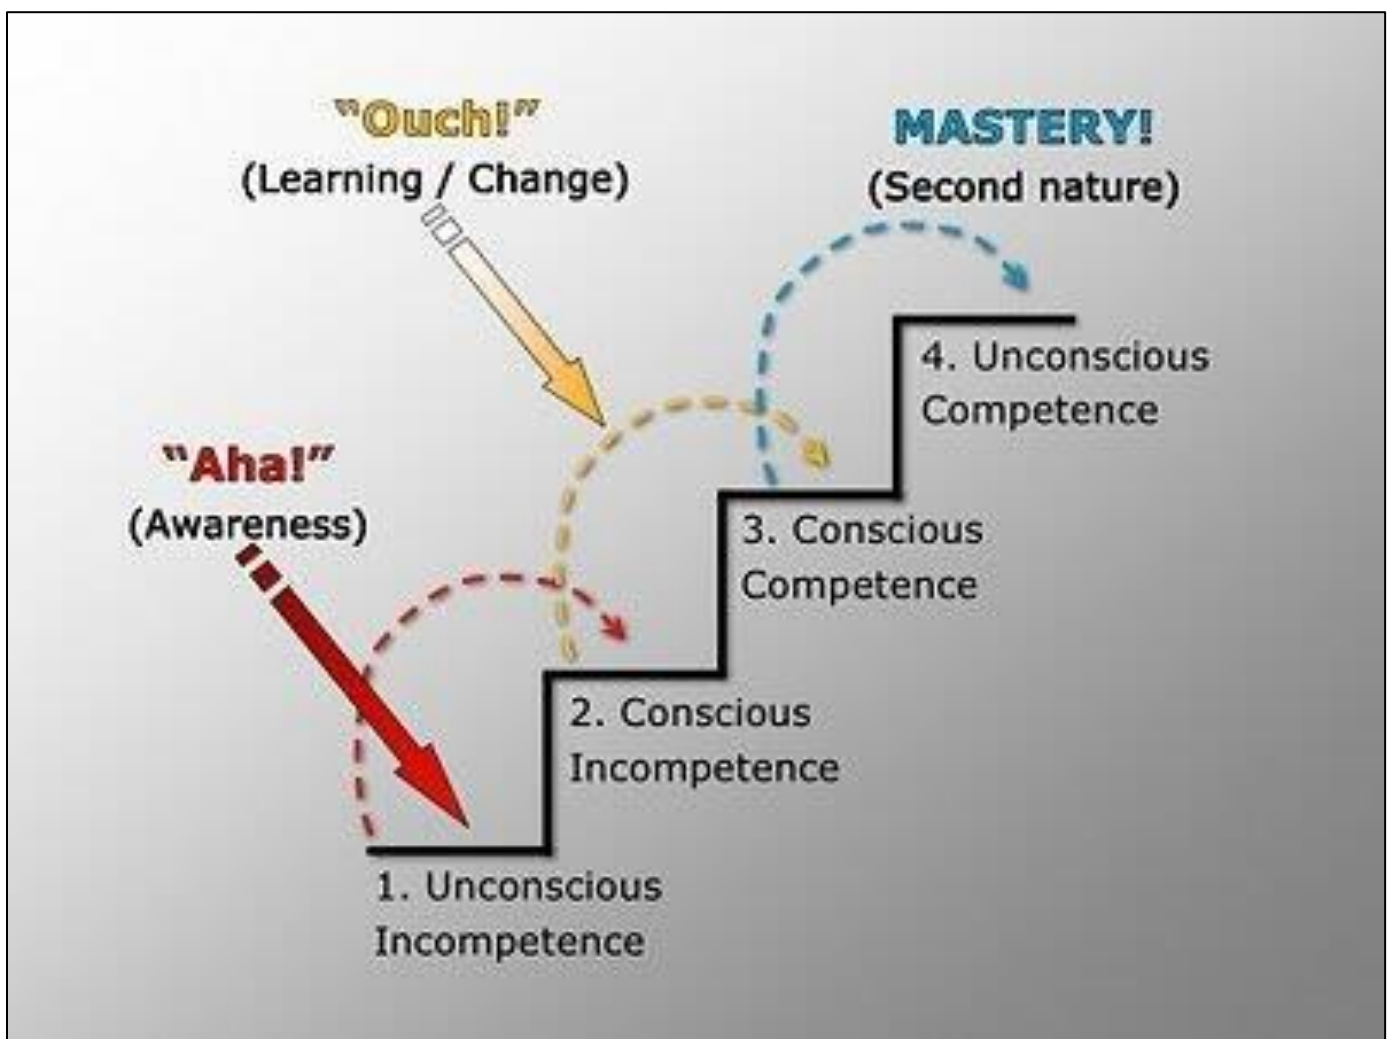 “Ouch!”
(Learning / Change)
MASTERY!
(Second nature)
“Aha!”
(Awareness)
4. Unconscious
Competence
3. Conscious
Competence
2. Conscious
Incompetence
1. Unconscious
Incompetence